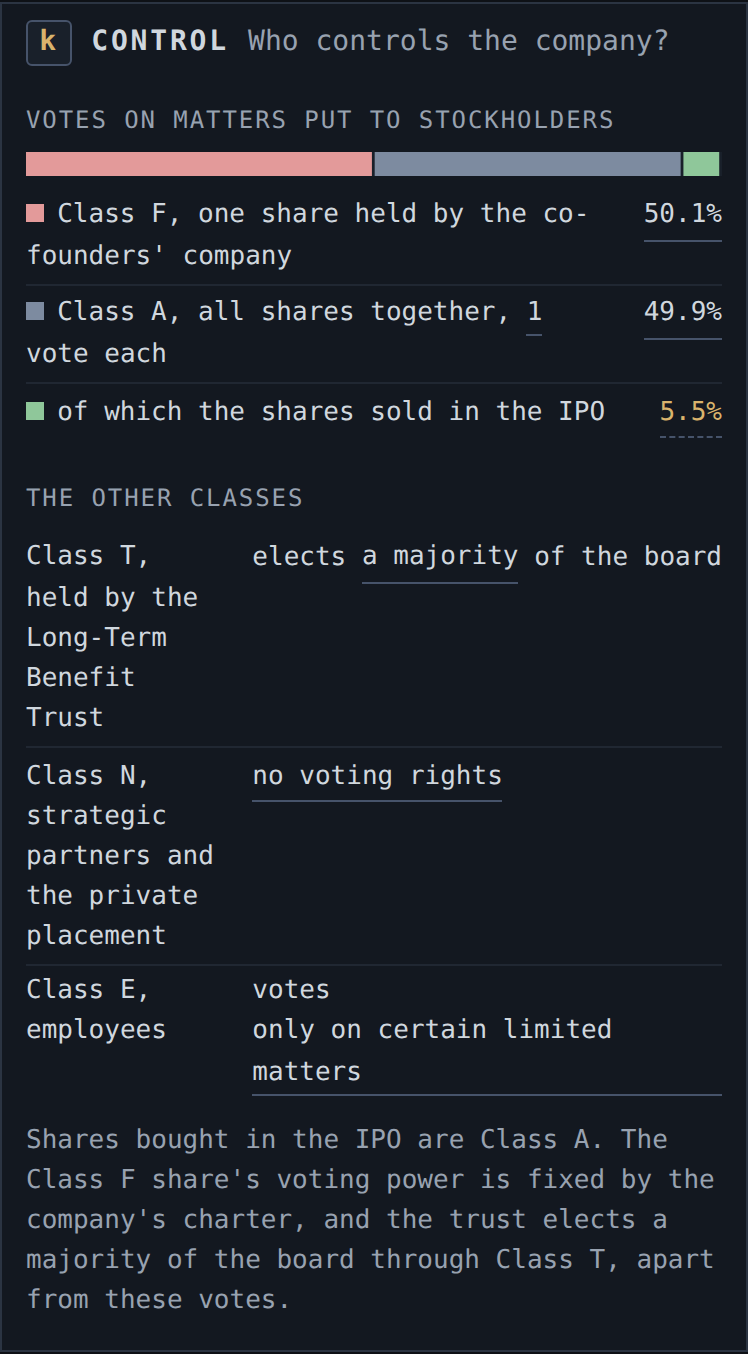 k CONTROL Who controls the company?
VOTES ON MATTERS PUT TO STOCKHOLDERS
Class F, one share held by the co- 50.1%
founders' company
Class A, all shares together, 1 49.9%
vote each
of which the shares sold in the IPO 5.5%
THE OTHER CLASSES
Class T, elects a majority of the board
held by the
Long-Term
Benefit
Trust
Class N, no voting rights
strategic
partners and
the private
placement
Class E, votes
employees only on certain limited
matters
Shares bought in the IPO are Class A. The
Class F share's voting power is fixed by the
company's charter, and the trust elects a
majority of the board through Class T, apart
from these votes.